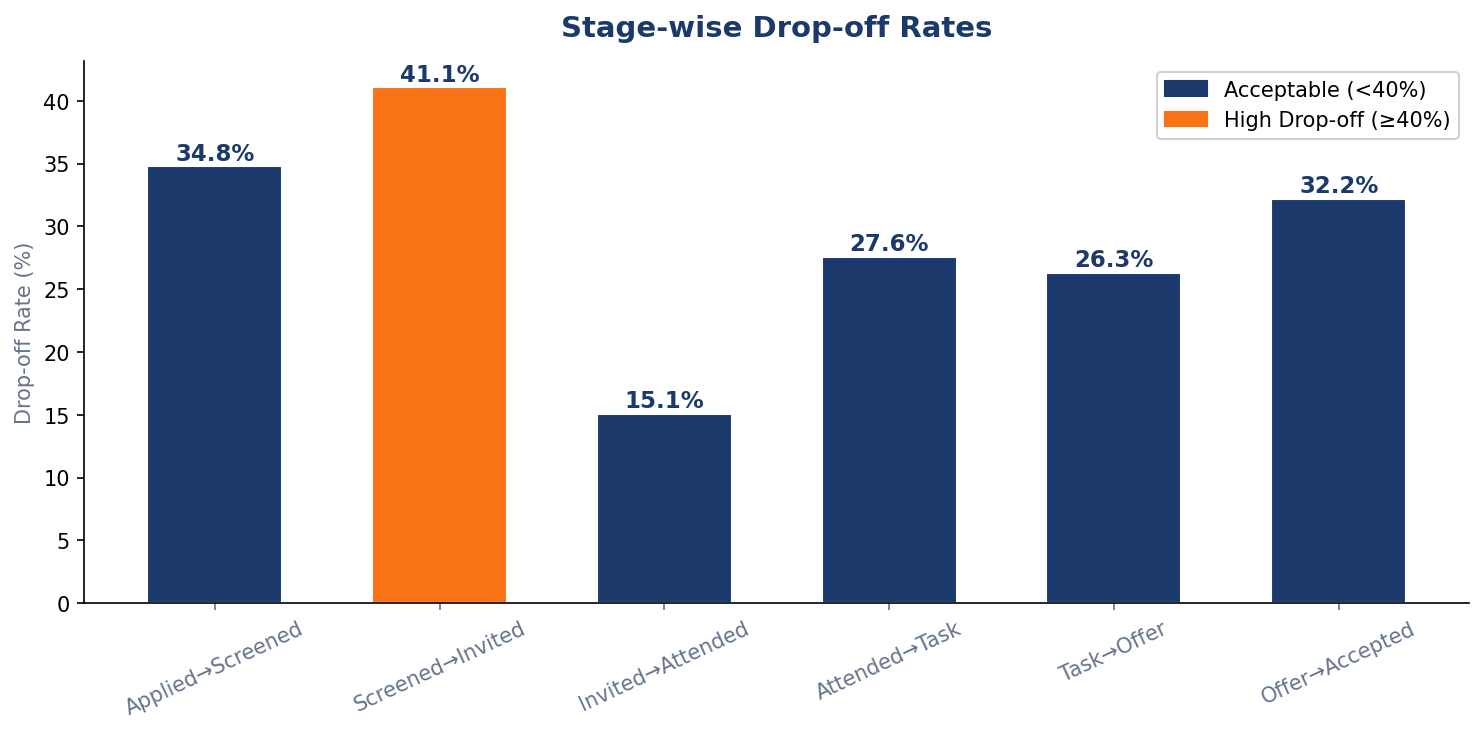 Stage-wise Drop-off Rates
Acceptable (<40%)
High Drop-off (≥40%)
Drop-off Rate (%)
40
35
30
25
20
15
10
5
0
34.8%
41.1%
15.1%
27.6%
26.3%
32.2%
Applied→Screened
Screened→Invited
Invited→Attended
Attended→Task
Task→Offer
Offer→Accepted